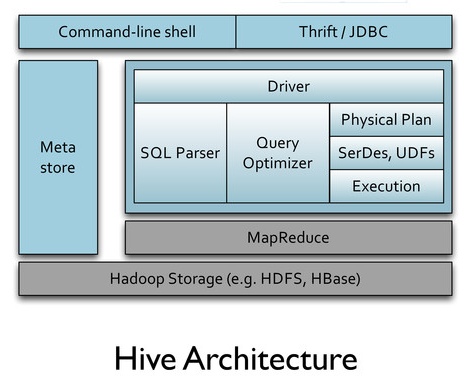 Command-line shell
Thrift / JDBC
Meta
store
Driver
SQL Parser
Query
Optimizer
Physical Plan
SerDes, UDFs
Execution
MapReduce
Hadoop Storage (e.g. HDFS, HBase)
Hive Architecture